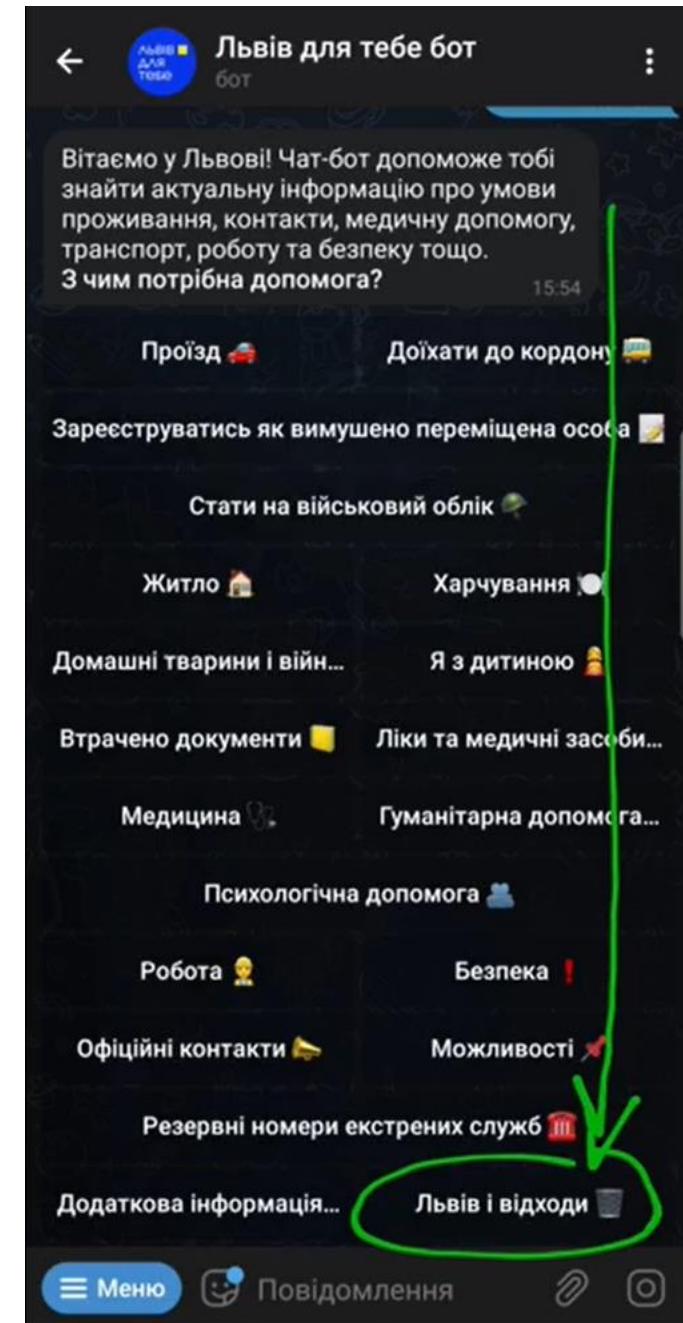 Львів для тебе бот
ЛЬВІВ
ДЛЯ
тебе
бот
Вітаємо у Львові! Чат-бот допоможе тобі
знайти актуальну інформацію про умови
проживання, контакти, медичну допомогу,
транспорт, роботу та безпеку тощо.
З чим потрібна допомога?
15:54
Проїзд 🚗 Доїхати до кордону 🚌
Зареєструватись як вимушено переміщена особа 📝
Стати на військовий облік 🪖
Житло 🏠 Харчування 🍽️
Домашні тварини і війн... Я з дитиною 👩‍👧
Втрачено документи 📒 Ліки та медичні засоби...
Медицина 🩺 Гуманітарна допомога...
Психологічна допомога 👥
Робота 👷 Безпека ❗
Офіційні контакти 📣 Можливості 📌
Резервні номери екстрених служб ☎️
Додаткова інформація... Львів і відходи 🗑️
Меню Повідомлення